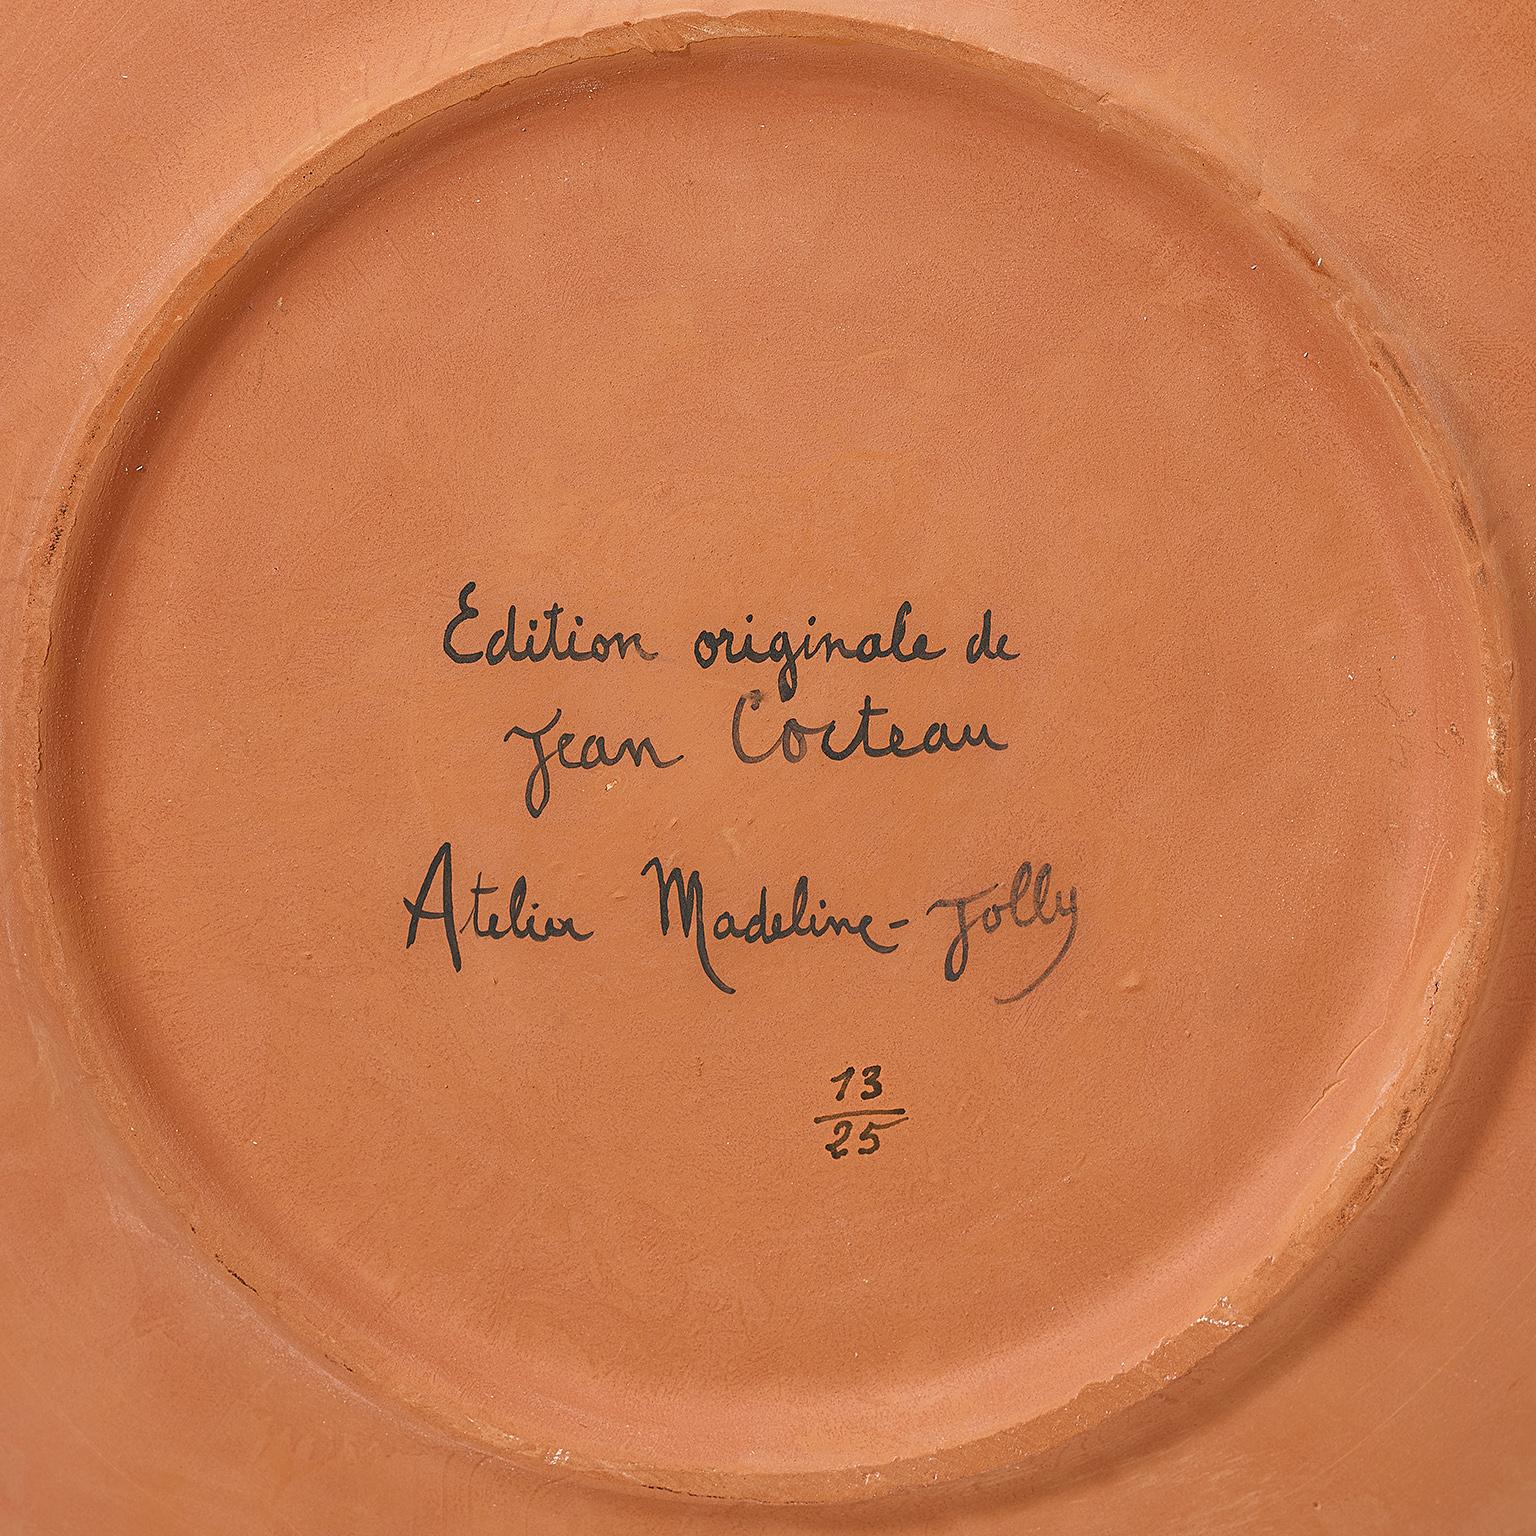 Edition originale de
Jean Cocteau
Atelier Madeline-Jolly
13
25